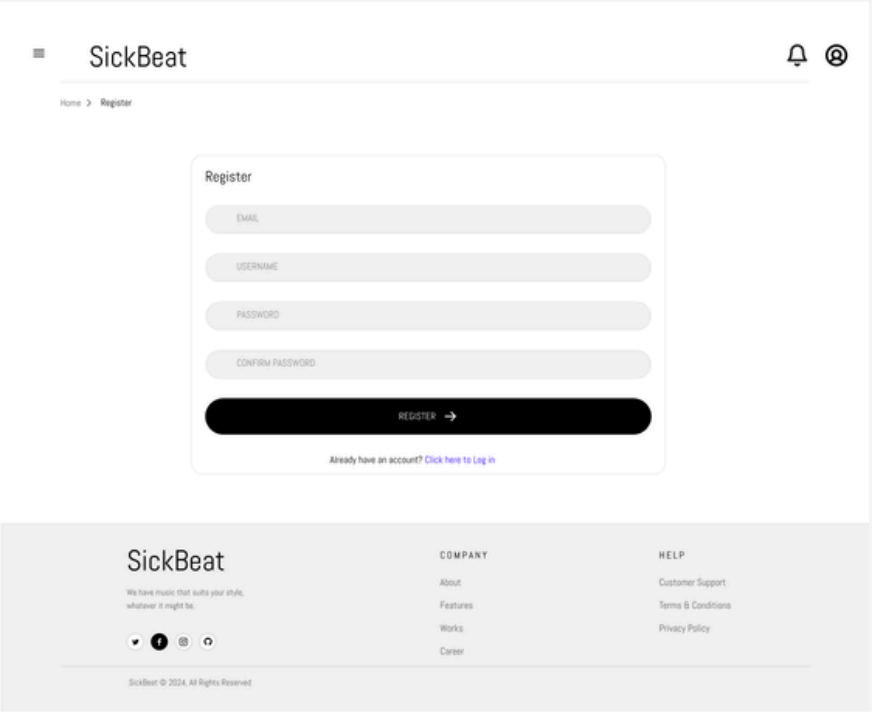 SickBeat
Home > Register
Register
EMAIL
USERNAME
PASSWORD
CONFIRM PASSWORD
REGISTER →
Already have an account? Click here to Log in
SickBeat
We have music that suits your style,
whatever it might be.
COMPANY
About
Features
Works
Career
HELP
Customer Support
Terms & Conditions
Privacy Policy
SickBeat © 2024, All Rights Reserved